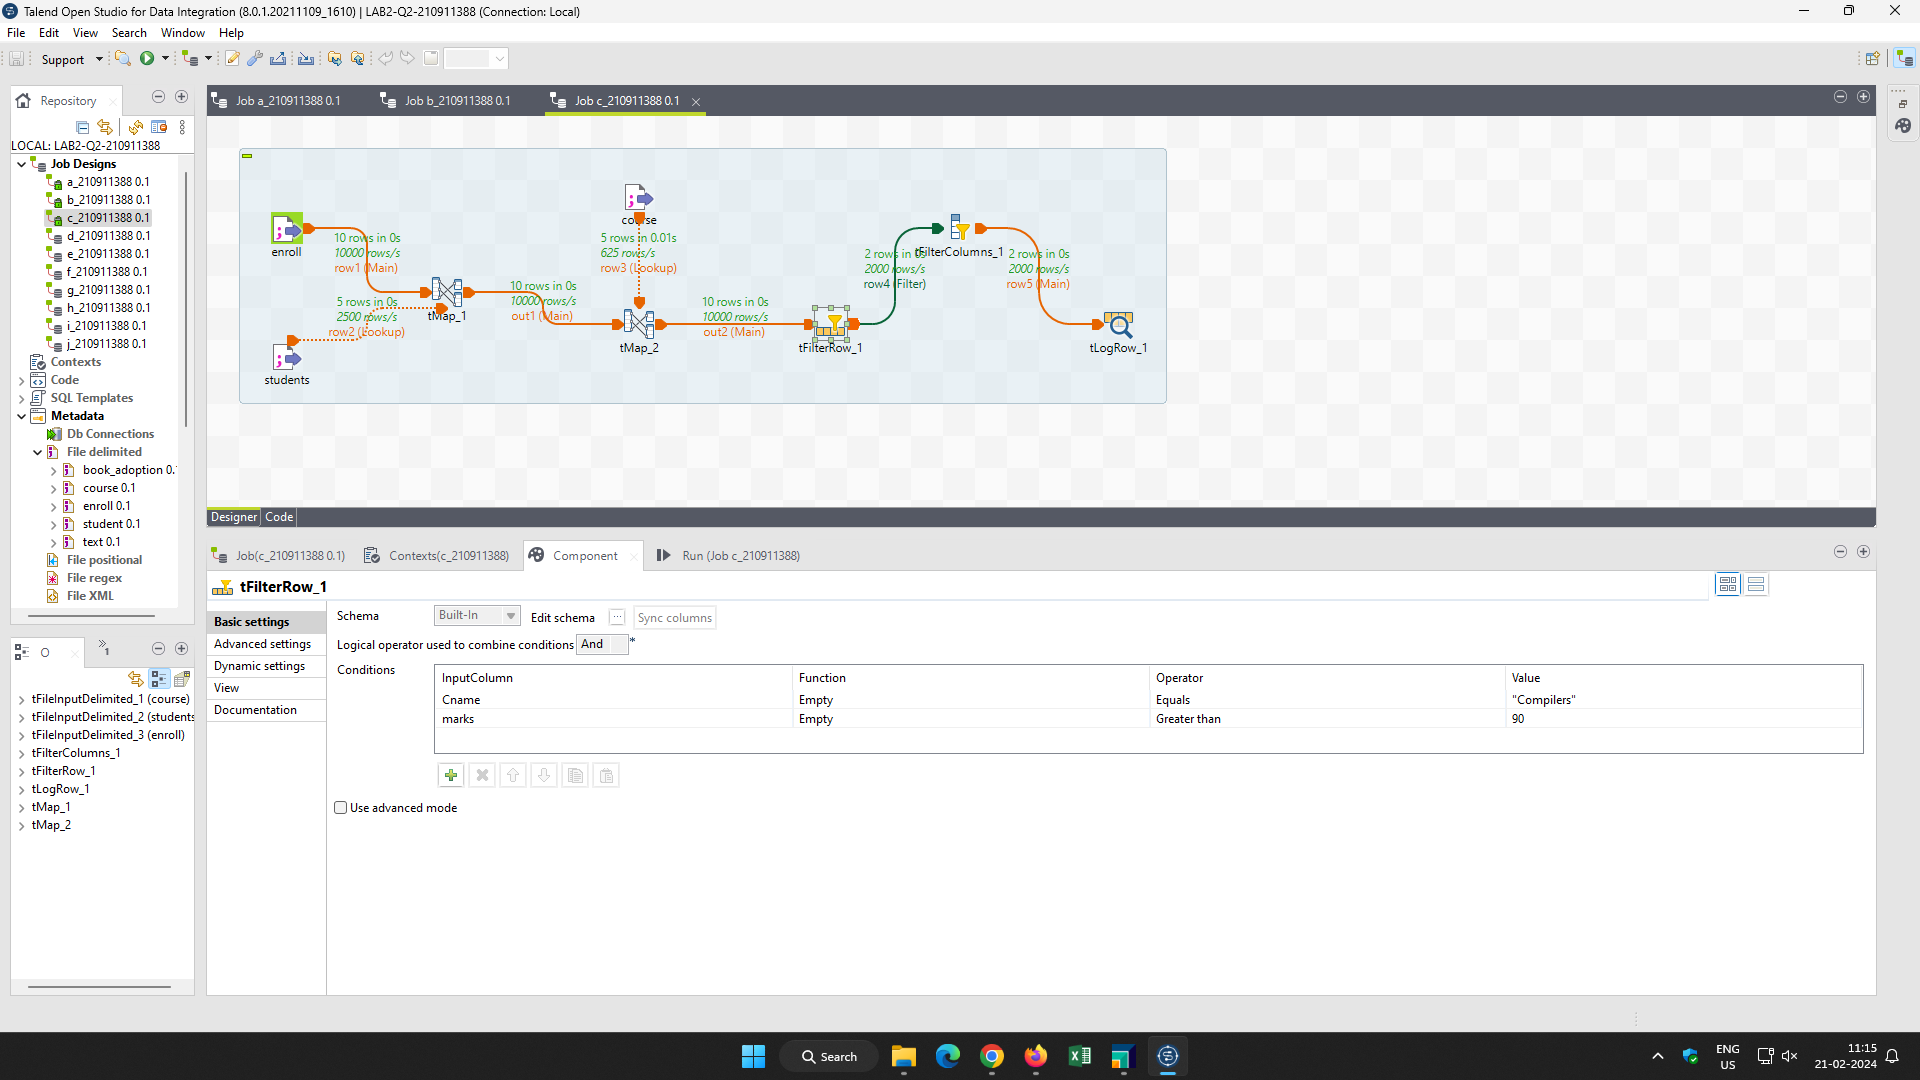 Talend Open Studio for Data Integration (8.0.1.20211109_1610) | LAB2-Q2-210911388 (Connection: Local)
File Edit View Search Window Help
Support
Repository
LOCAL: LAB2-Q2-210911388
Job Designs
a_210911388 0.1
b_210911388 0.1
c_210911388 0.1
d_210911388 0.1
e_210911388 0.1
f_210911388 0.1
g_210911388 0.1
h_210911388 0.1
i_210911388 0.1
j_210911388 0.1
Contexts
Code
SQL Templates
Metadata
Db Connections
File delimited
book_adoption 0.
course 0.1
enroll 0.1
student 0.1
text 0.1
File positional
File regex
File XML
O
1
tFileInputDelimited_1 (course)
tFileInputDelimited_2 (students
tFileInputDelimited_3 (enroll)
tFilterColumns_1
tFilterRow_1
tLogRow_1
tMap_1
tMap_2
Job a_210911388 0.1
Job b_210911388 0.1
Job c_210911388 0.1
enroll
10 rows in 0s
10000 rows/s
row1 (Main)
students
5 rows in 0s
2500 rows/s
row2 (Lookup)
tMap_1
10 rows in 0s
10000 rows/s
out1 (Main)
course
5 rows in 0.01s
625 rows/s
row3 (Lookup)
tMap_2
10 rows in 0s
10000 rows/s
out2 (Main)
tFilterRow_1
2 rows in 0s
2000 rows/s
row4 (Filter)
tFilterColumns_1
2 rows in 0s
2000 rows/s
row5 (Main)
tLogRow_1
Designer Code
Job(c_210911388 0.1)
Contexts(c_210911388)
Component
Run (Job c_210911388)
tFilterRow_1
Basic settings
Advanced settings
Dynamic settings
View
Documentation
Schema Built-In Edit schema ... Sync columns
Logical operator used to combine conditions And *
Conditions
InputColumn Function Operator Value
Cname Empty Equals "Compilers"
marks Empty Greater than 90
Use advanced mode
Search
ENG
US
11:15
21-02-2024